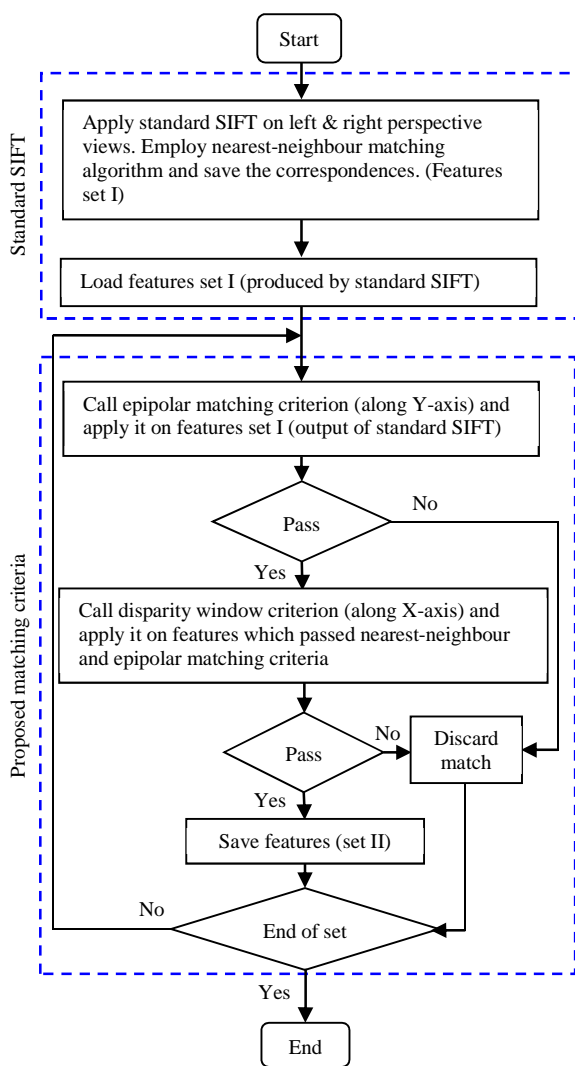 Start
Standard SIFT
Apply standard SIFT on left & right perspective
views. Employ nearest-neighbour matching
algorithm and save the correspondences. (Features
set I)
Load features set I (produced by standard SIFT)
Proposed matching criteria
Call epipolar matching criterion (along Y-axis) and
apply it on features set I (output of standard SIFT)
Pass
No
Yes
Call disparity window criterion (along X-axis) and
apply it on features which passed nearest-neighbour
and epipolar matching criteria
Pass
No
Discard
match
Yes
Save features (set II)
No
End of set
Yes
End